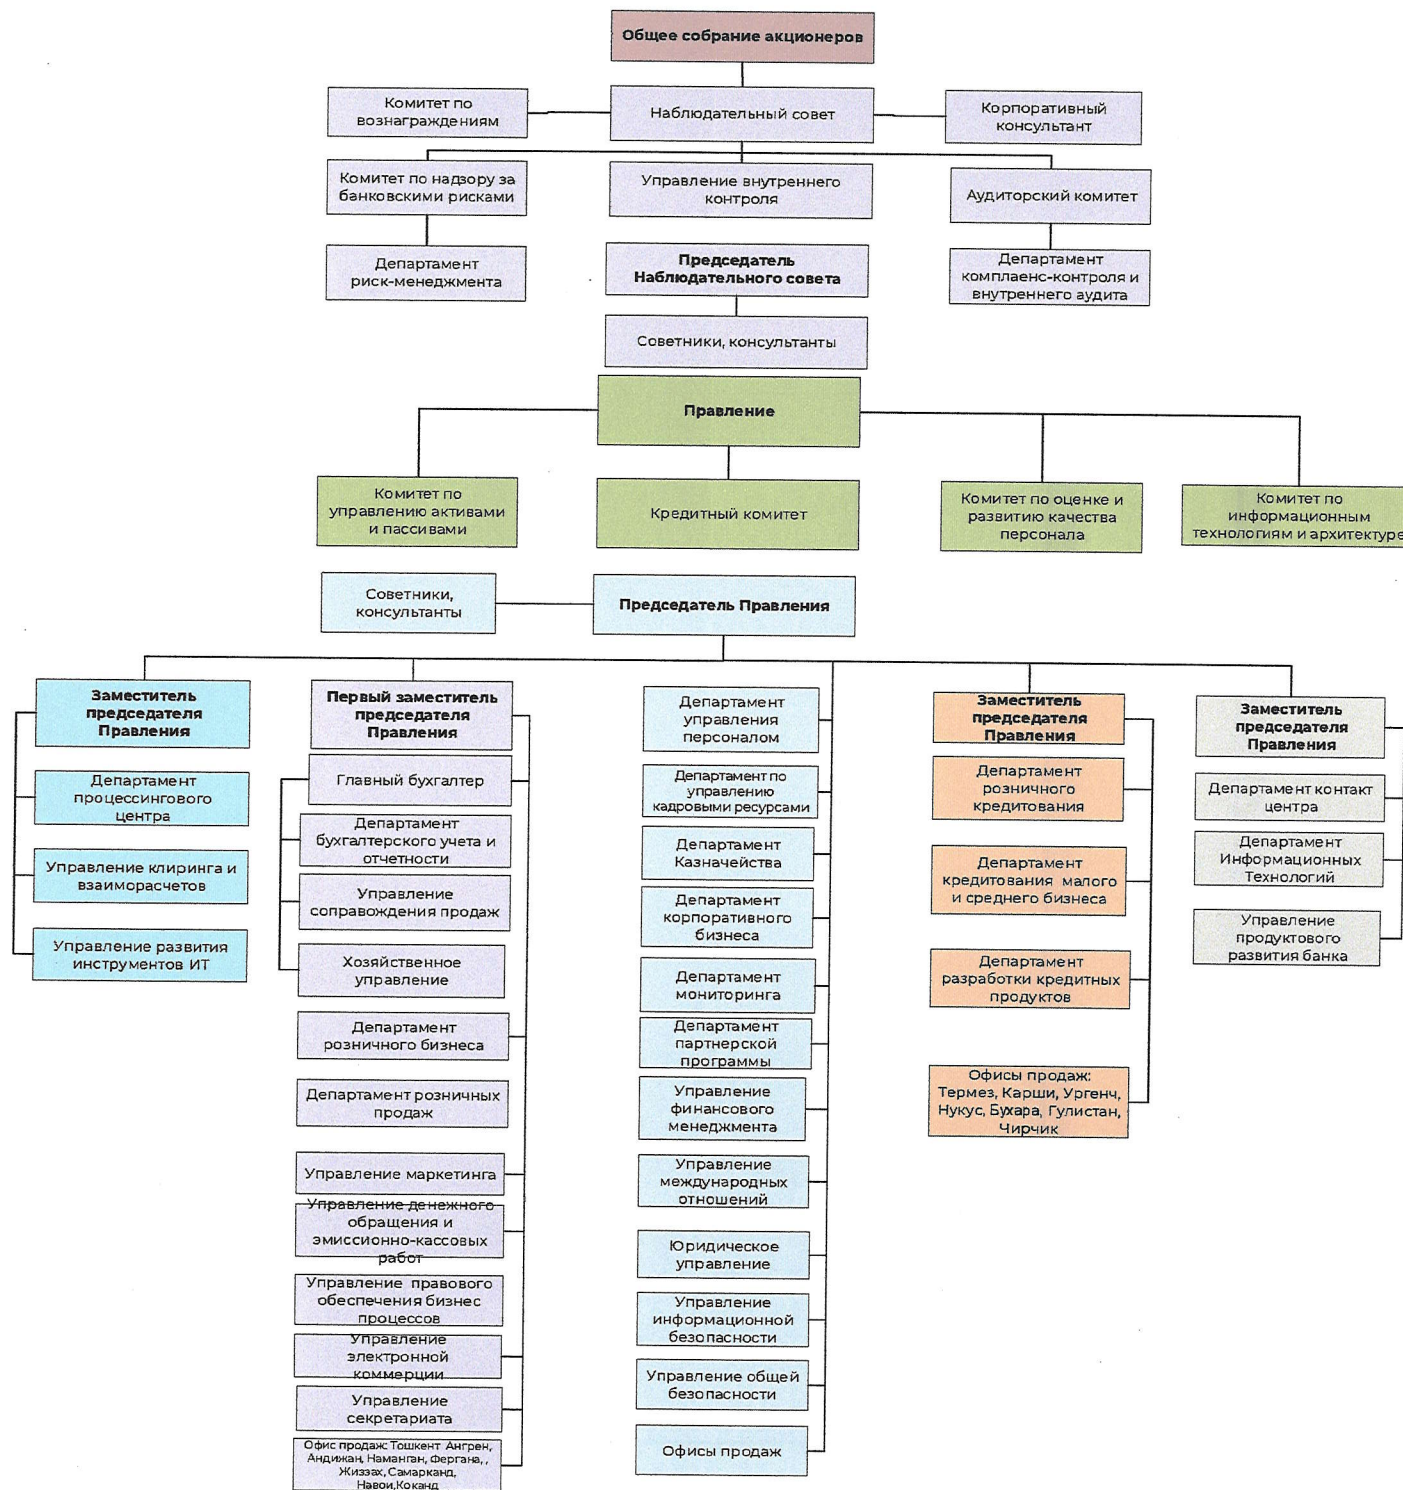 Общее собрание акционеров
Комитет по
вознаграждениям
Наблюдательный совет
Корпоративный
консультант
Комитет по надзору за
банковскими рисками
Управление внутреннего
контроля
Аудиторский комитет
Департамент
риск-менеджмента
Председатель
Наблюдательного совета
Департамент
комплаенс-контроля и
внутреннего аудита
Советники, консультанты
Правление
Комитет по
управлению активами
и пассивами
Кредитный комитет
Комитет по оценке и
развитию качества
персонала
Комитет по
информационным
технологиям и архитектуре
Советники,
консультанты
Председатель Правления
Заместитель
председателя
Правления
Департамент
процессингового
центра
Управление клиринга и
взаиморасчетов
Управление развития
инструментов ИТ
Первый заместитель
председателя
Правления
Главный бухгалтер
Департамент
бухгалтерского учета и
отчетности
Управление
соправождения продаж
Хозяйственное
управление
Департамент
розничного бизнеса
Департамент розничных
продаж
Управление маркетинга
Управление денежного
обращения и
эмиссионно-кассовых
работ
Управление правового
обеспечения бизнес
процессов
Управление
электронной
коммерции
Управление
секретариата
Офис продаж: Тошкент Ангрен,
Андижан, Наманган, Фергана,,
Жиззах, Самарканд,
Навои,Коканд
Департамент
управления
персоналом
Департамент по
управлению
кадровыми ресурсами
Департамент
Казначейства
Департамент
корпоративного
бизнеса
Департамент
мониторинга
Департамент
партнерской
программы
Управление
финансового
менеджмента
Управление
международных
отношений
Юридическое
управление
Управление
информационной
безопасности
Управление общей
безопасности
Офисы продаж
Заместитель
председателя
Правления
Департамент
розничного
кредитования
Департамент
кредитования малого
и среднего бизнеса
Департамент
разработки кредитных
продуктов
Офисы продаж:
Термез, Карши, Ургенч,
Нукус, Бухара, Гулистан,
Чирчик
Заместитель
председателя
Правления
Департамент контакт
центра
Департамент
Информационных
Технологий
Управление
продуктового
развития банка